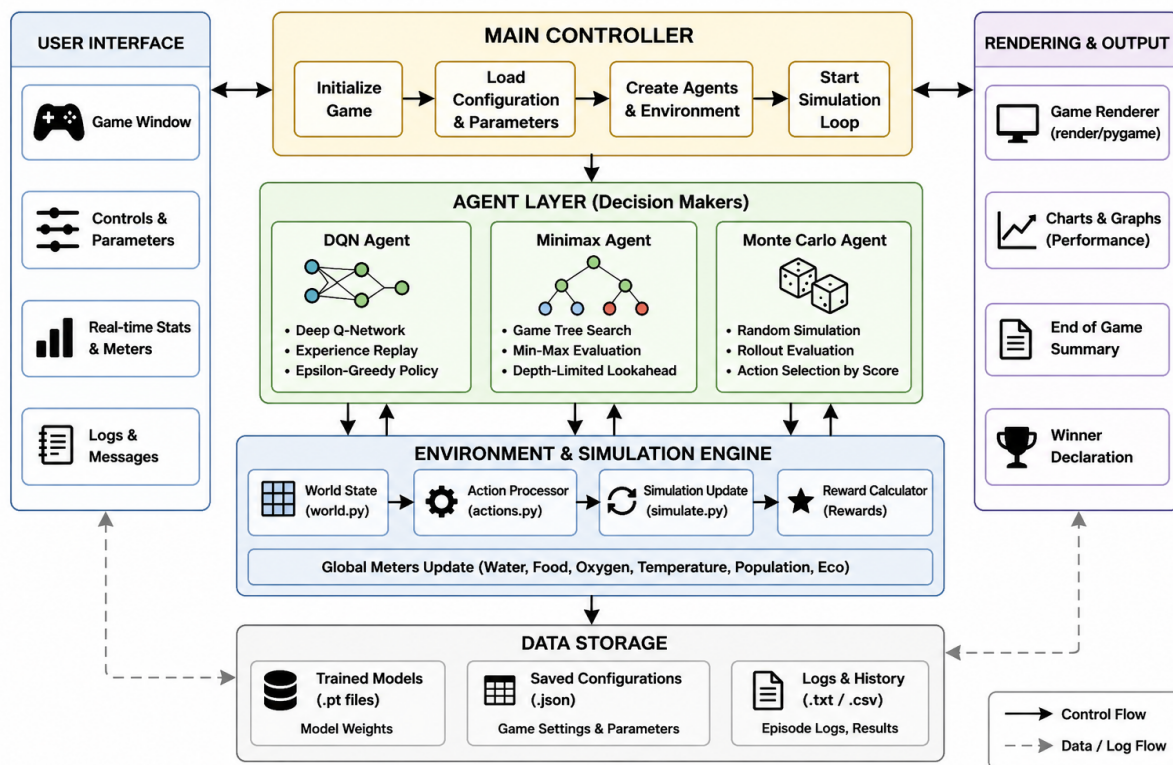 USER INTERFACE
Game Window
Controls &
Parameters
Real-time Stats
& Meters
Logs &
Messages
MAIN CONTROLLER
Initialize
Game
Load
Configuration
& Parameters
Create Agents
& Environment
Start
Simulation
Loop
AGENT LAYER (Decision Makers)
DQN Agent
• Deep Q-Network
• Experience Replay
• Epsilon-Greedy Policy
Minimax Agent
• Game Tree Search
• Min-Max Evaluation
• Depth-Limited Lookahead
Monte Carlo Agent
• Random Simulation
• Rollout Evaluation
• Action Selection by Score
ENVIRONMENT & SIMULATION ENGINE
World State
(world.py)
Action Processor
(actions.py)
Simulation Update
(simulate.py)
Reward Calculator
(Rewards)
Global Meters Update (Water, Food, Oxygen, Temperature, Population, Eco)
DATA STORAGE
Trained Models
(.pt files)
Model Weights
Saved Configurations
(.json)
Game Settings & Parameters
Logs & History
(.txt / .csv)
Episode Logs, Results
RENDERING & OUTPUT
Game Renderer
(render/pygame)
Charts & Graphs
(Performance)
End of Game
Summary
Winner
Declaration
Control Flow
Data / Log Flow